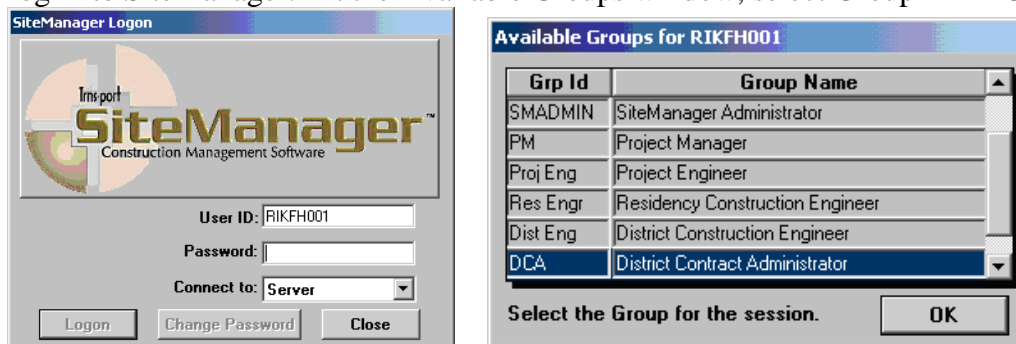 SiteManager Logon
Trns·port
SiteManager™
Construction Management Software
User ID: RIKFH001
Password:
Connect to: Server
Logon Change Password Close
Available Groups for RIKFH001
Grp Id Group Name
SMADMIN SiteManager Administrator
PM Project Manager
Proj Eng Project Engineer
Res Engr Residency Construction Engineer
Dist Eng District Construction Engineer
DCA District Contract Administrator
Select the Group for the session. OK